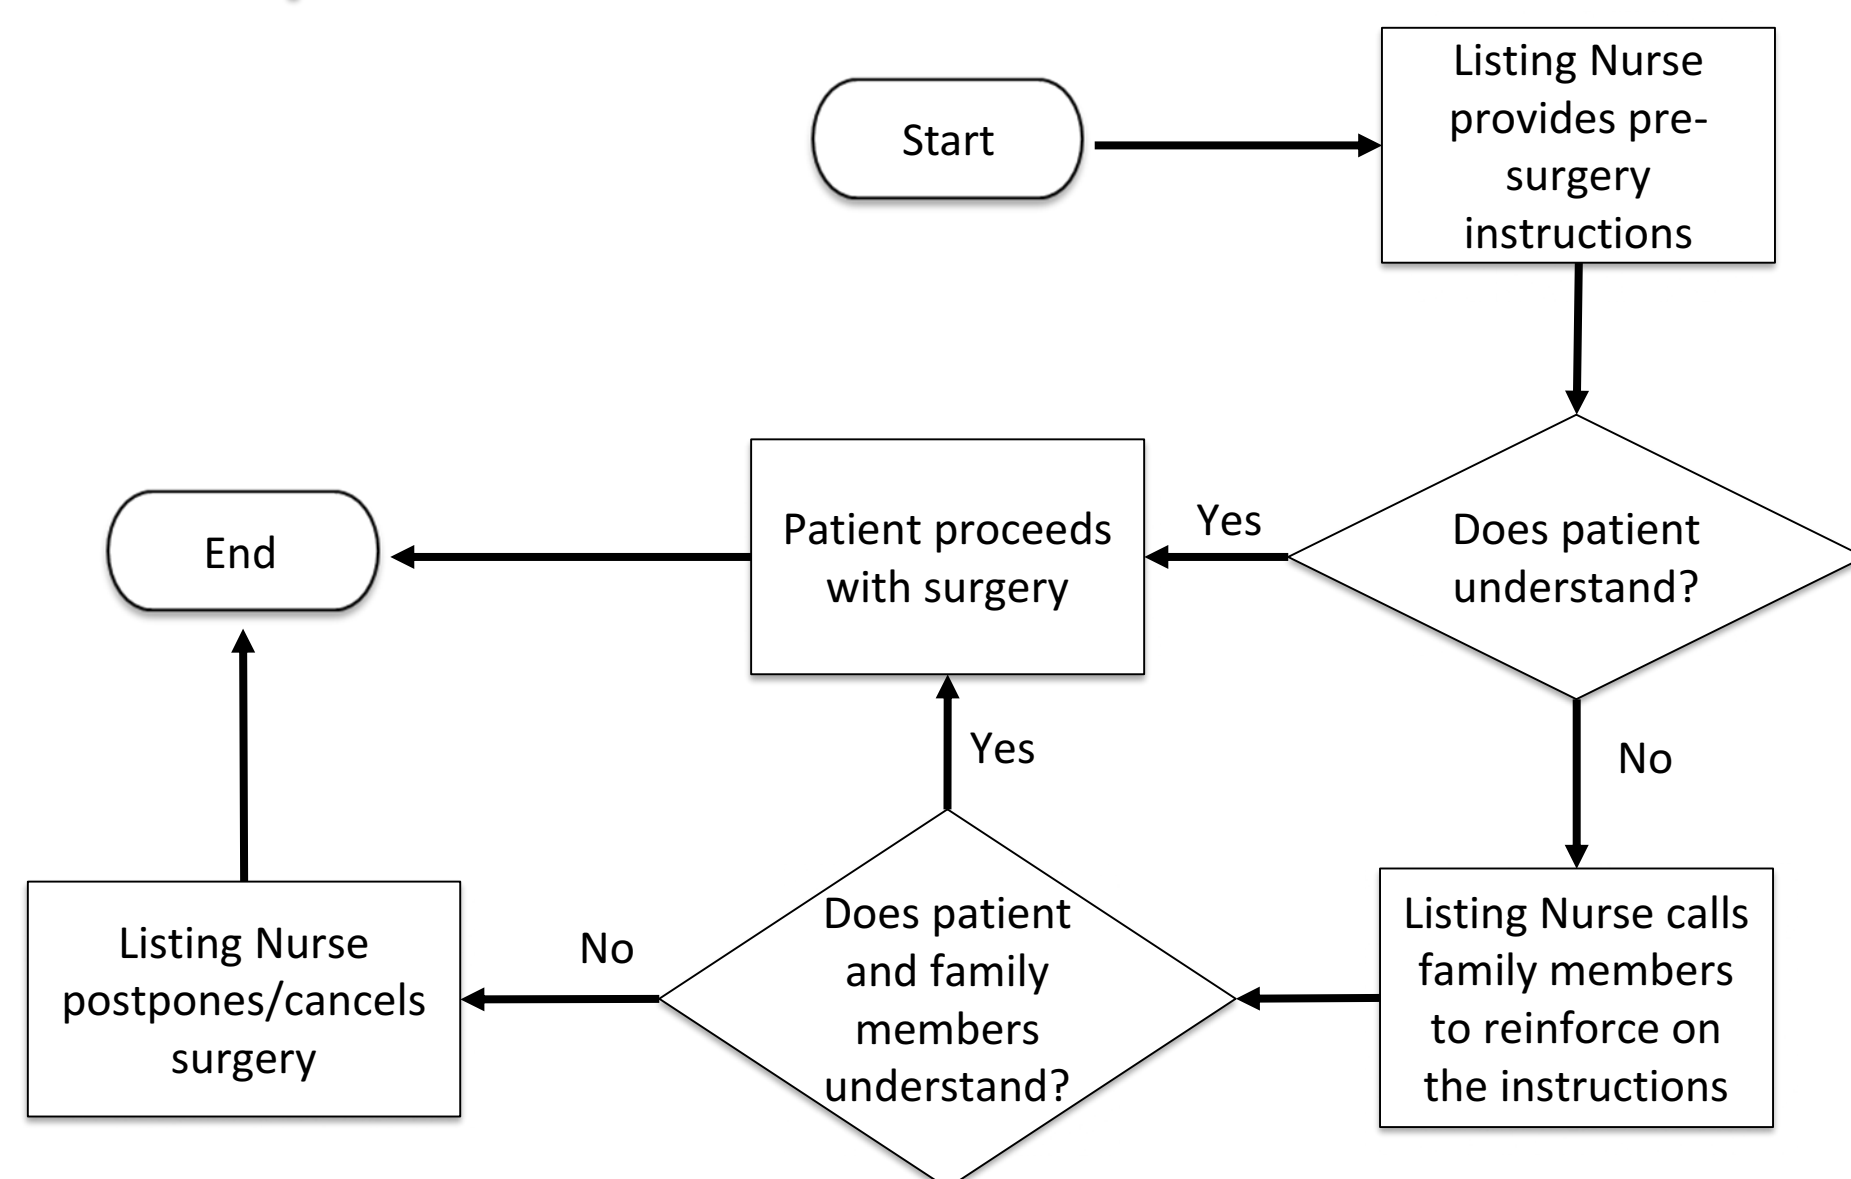 Start
Listing Nurse
provides pre-
surgery
instructions
Does patient
understand?
Yes
Patient proceeds
with surgery
End
No
Listing Nurse calls
family members
to reinforce on
the instructions
Does patient
and family
members
understand?
Yes
No
Listing Nurse
postpones/cancels
surgery